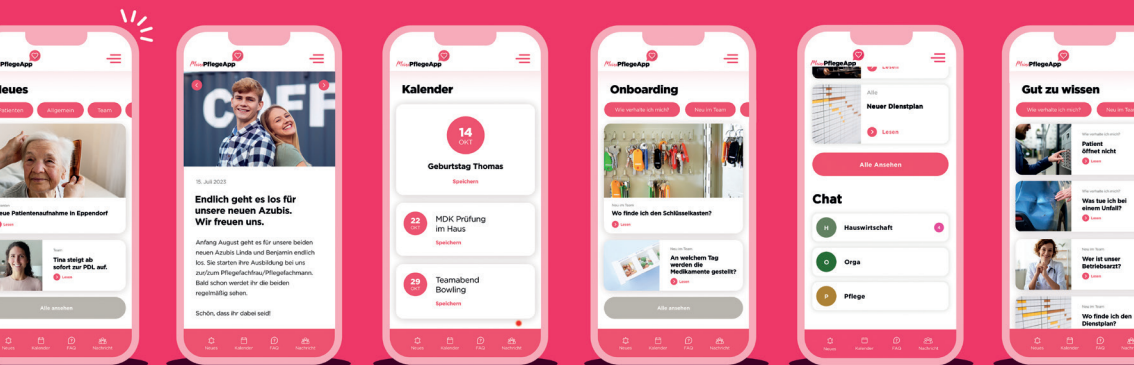 PflegeApp
eues
Patienten
Allgemein
Team
eue Patientenaufnahme in Eppendorf
Lesen
Team
Tina steigt ab
sofort zur PDL auf.
Lesen
Alle ansehen
Neues
Kalender
FAQ
Nachricht
MeinePflegeApp
COFF
15. Juli 2023
Endlich geht es los für
unsere neuen Azubis.
Wir freuen uns.
Anfang August geht es für unsere beiden
neuen Azubis Linda und Benjamin endlich
los. Sie starten ihre Ausbildung bei uns
zur/zum Pflegefachfrau/Pflegefachmann.
Bald schon werdet ihr die beiden
regelmäßig sehen.
Schön, dass ihr dabei seid!
Neues
Kalender
FAQ
Nachricht
MeinePflegeApp
Kalender
14
OKT
Geburtstag Thomas
Speichern
22
OKT
MDK Prüfung
im Haus
Speichern
29
OKT
Teamabend
Bowling
Speichern
Neues
Kalender
FAQ
Nachricht
MeinePflegeApp
Onboarding
Wie verhalte ich mich?
Neu im Team
Neu im Team
Wo finde ich den Schlüsselkasten?
Lesen
Neu im Team
An welchem Tag
werden die
Medikamente gestellt?
Lesen
Alle ansehen
Neues
Kalender
FAQ
Nachricht
MeinePflegeApp
Lesen
Alle
Neuer Dienstplan
Lesen
Alle Ansehen
Chat
H
Hauswirtschaft
O
Orga
P
Pflege
Neues
Kalender
FAQ
Nachricht
MeinePflegeApp
Gut zu wissen
Wie verhalte ich mich?
Neu im Team
Wie verhalte ich mich?
Patient
öffnet nicht
Lesen
Wie verhalte ich mich?
Was tue ich bei
einem Unfall?
Lesen
Neu im Team
Wer ist unser
Betriebsarzt?
Lesen
Neu im Team
Wo finde ich den
Dienstplan?
Neues
Kalender
FAQ